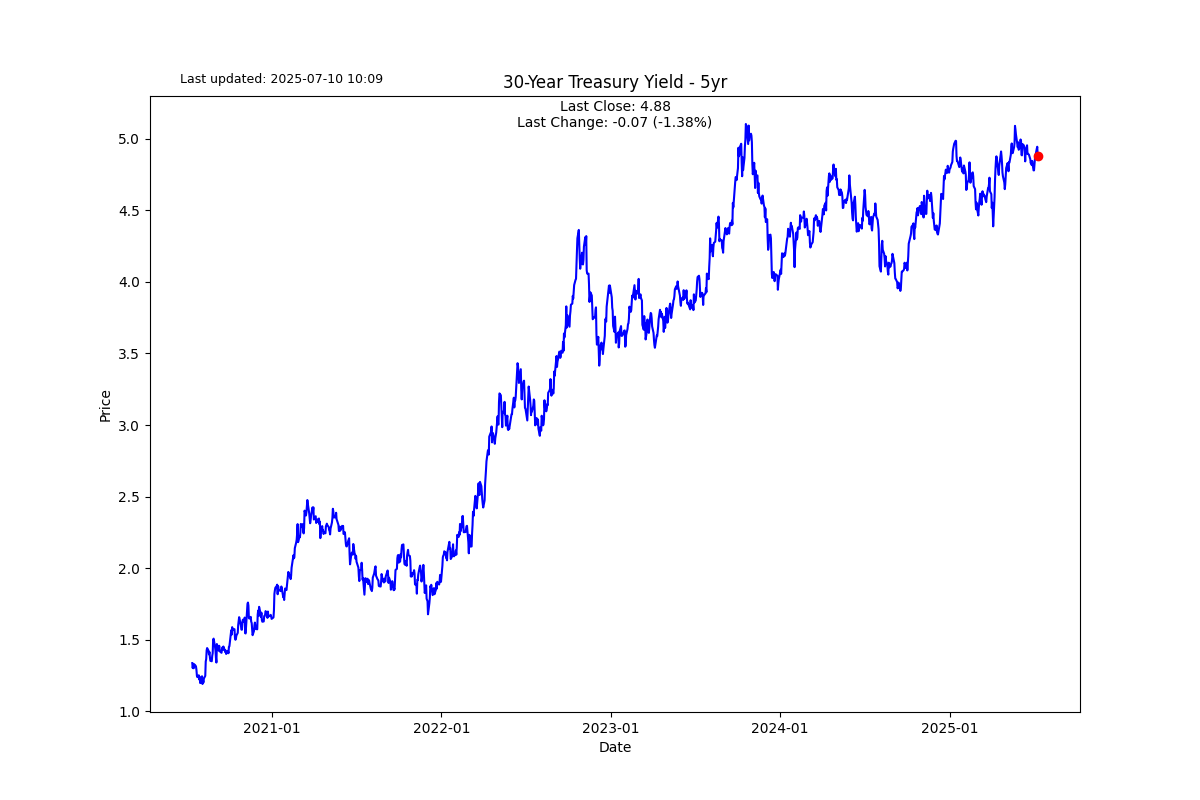 Last updated: 2025-07-10 10:09
30-Year Treasury Yield - 5yr
Last Close: 4.88
Last Change: -0.07 (-1.38%)
5.0
4.5
4.0
3.5
3.0
2.5
2.0
1.5
1.0
Price
2021-01
2022-01
2023-01
2024-01
2025-01
Date